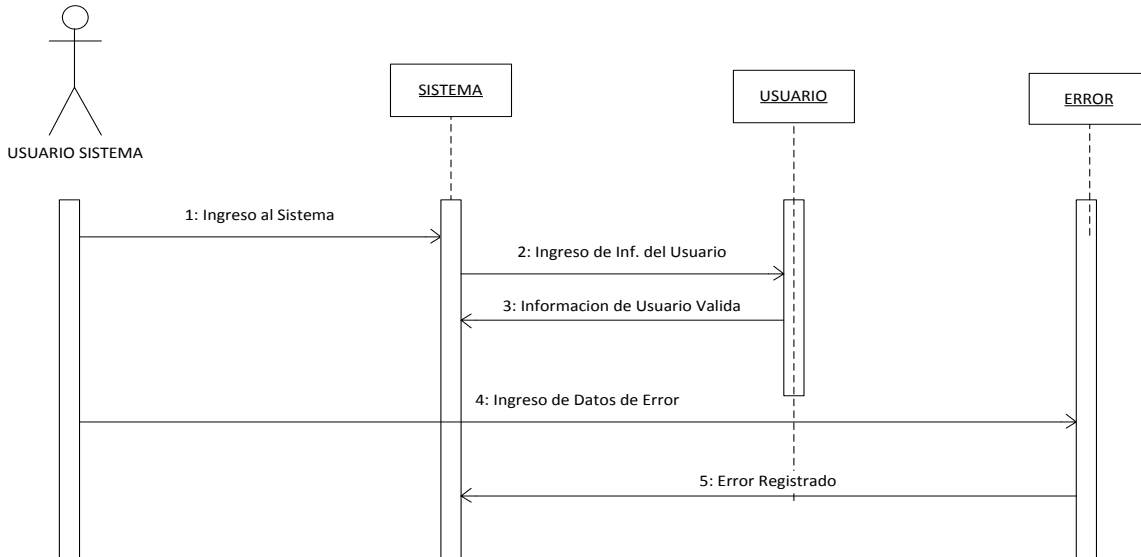 USUARIO SISTEMA
SISTEMA
USUARIO
ERROR
1: Ingreso al Sistema
2: Ingreso de Inf. del Usuario
3: Informacion de Usuario Valida
4: Ingreso de Datos de Error
5: Error Registrado